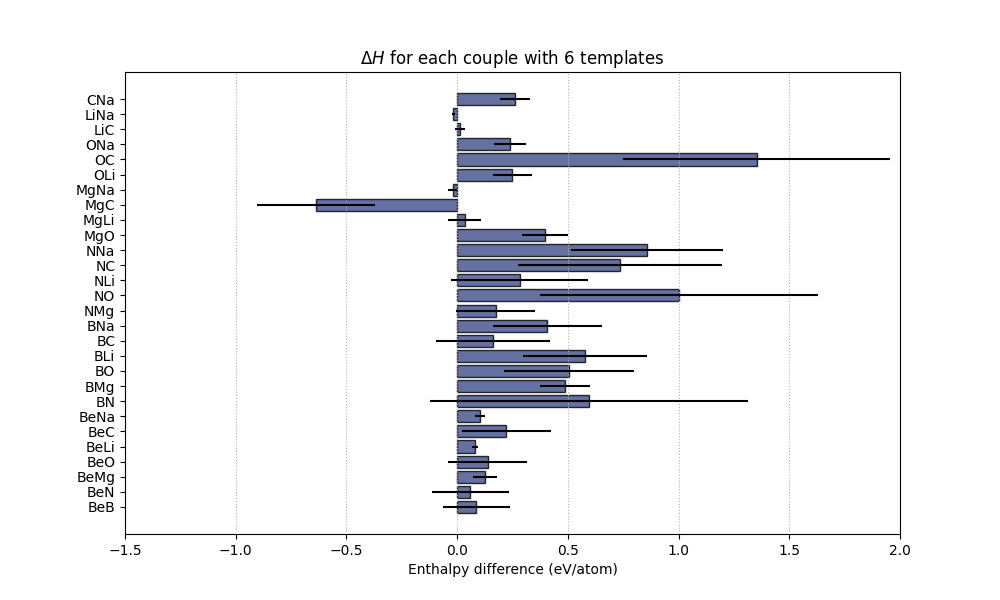 ΔH for each couple with 6 templates
CNa
LiNa
LiC
ONa
OC
OLi
MgNa
MgC
MgLi
MgO
NNa
NC
NLi
NO
NMg
BNa
BC
BLi
BO
BMg
BN
BeNa
BeC
BeLi
BeO
BeMg
BeN
BeB
−1.5 −1.0 −0.5 0.0 0.5 1.0 1.5 2.0
Enthalpy difference (eV/atom)